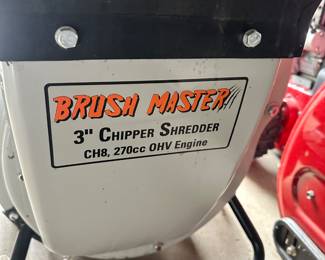 BRUSH MASTER
3" CHIPPER SHREDDER
CH8, 270cc OHV Engine